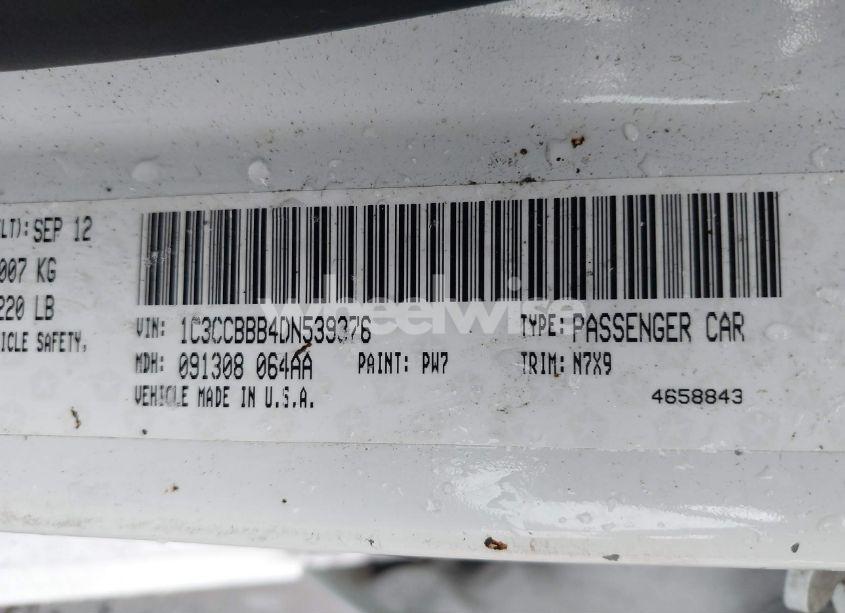 LT): SEP 12
007 KG
220 LB
ICLE SAFETY,
VIN: 1C3CCBBB4DN539376 TYPE: PASSENGER CAR
MDH: 091308 064AA PAINT: PW7 TRIM: N7X9
VEHICLE MADE IN U.S.A. 4658843
wheelwise